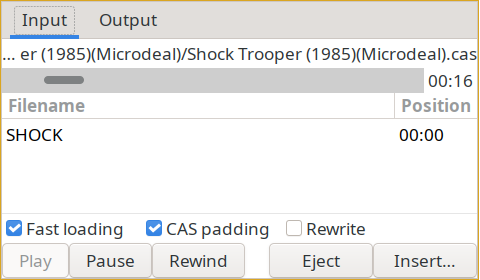 Input Output
... er (1985)(Microdeal)/Shock Trooper (1985)(Microdeal).cas
00:16
Filename Position
SHOCK 00:00
Fast loading CAS padding Rewrite
Play Pause Rewind Eject Insert...